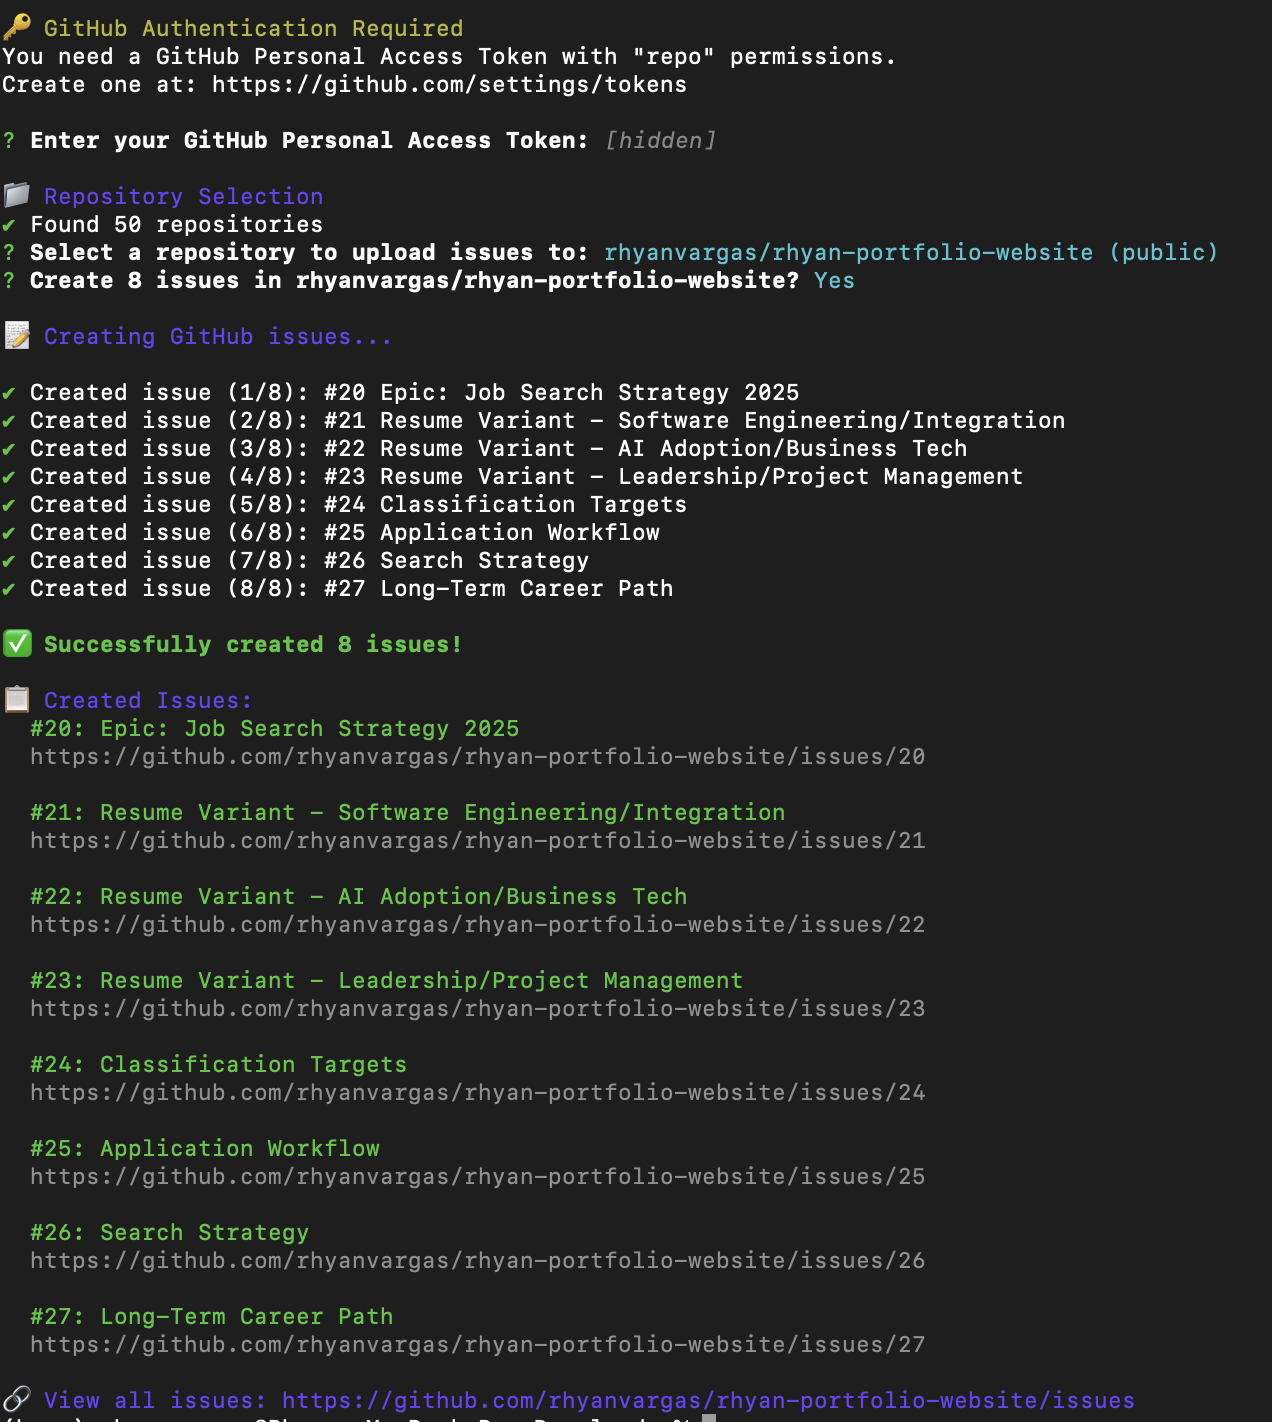 🔑 GitHub Authentication Required
You need a GitHub Personal Access Token with "repo" permissions.
Create one at: https://github.com/settings/tokens
? Enter your GitHub Personal Access Token: [hidden]
📁 Repository Selection
✔ Found 50 repositories
? Select a repository to upload issues to: rhyanvargas/rhyan-portfolio-website (public)
? Create 8 issues in rhyanvargas/rhyan-portfolio-website? Yes
📝 Creating GitHub issues...
✔ Created issue (1/8): #20 Epic: Job Search Strategy 2025
✔ Created issue (2/8): #21 Resume Variant – Software Engineering/Integration
✔ Created issue (3/8): #22 Resume Variant – AI Adoption/Business Tech
✔ Created issue (4/8): #23 Resume Variant – Leadership/Project Management
✔ Created issue (5/8): #24 Classification Targets
✔ Created issue (6/8): #25 Application Workflow
✔ Created issue (7/8): #26 Search Strategy
✔ Created issue (8/8): #27 Long-Term Career Path
✅ Successfully created 8 issues!
📋 Created Issues:
#20: Epic: Job Search Strategy 2025
https://github.com/rhyanvargas/rhyan-portfolio-website/issues/20
#21: Resume Variant – Software Engineering/Integration
https://github.com/rhyanvargas/rhyan-portfolio-website/issues/21
#22: Resume Variant – AI Adoption/Business Tech
https://github.com/rhyanvargas/rhyan-portfolio-website/issues/22
#23: Resume Variant – Leadership/Project Management
https://github.com/rhyanvargas/rhyan-portfolio-website/issues/23
#24: Classification Targets
https://github.com/rhyanvargas/rhyan-portfolio-website/issues/24
#25: Application Workflow
https://github.com/rhyanvargas/rhyan-portfolio-website/issues/25
#26: Search Strategy
https://github.com/rhyanvargas/rhyan-portfolio-website/issues/26
#27: Long-Term Career Path
https://github.com/rhyanvargas/rhyan-portfolio-website/issues/27
🔗 View all issues: https://github.com/rhyanvargas/rhyan-portfolio-website/issues